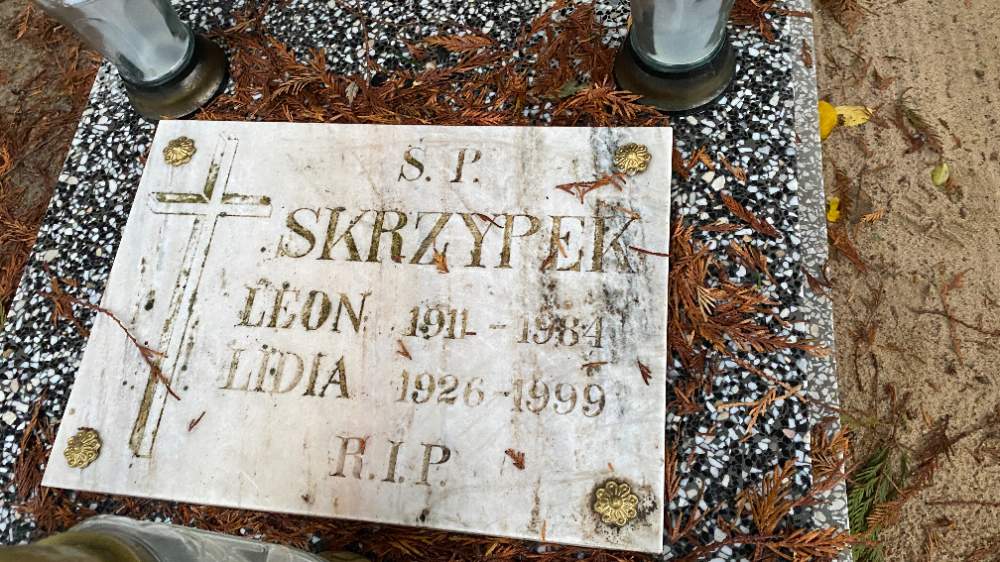 Ś. P.
SKRZYPEK
LEON 1911 - 1984
LIDIA 1926 - 1999
R.I.P.